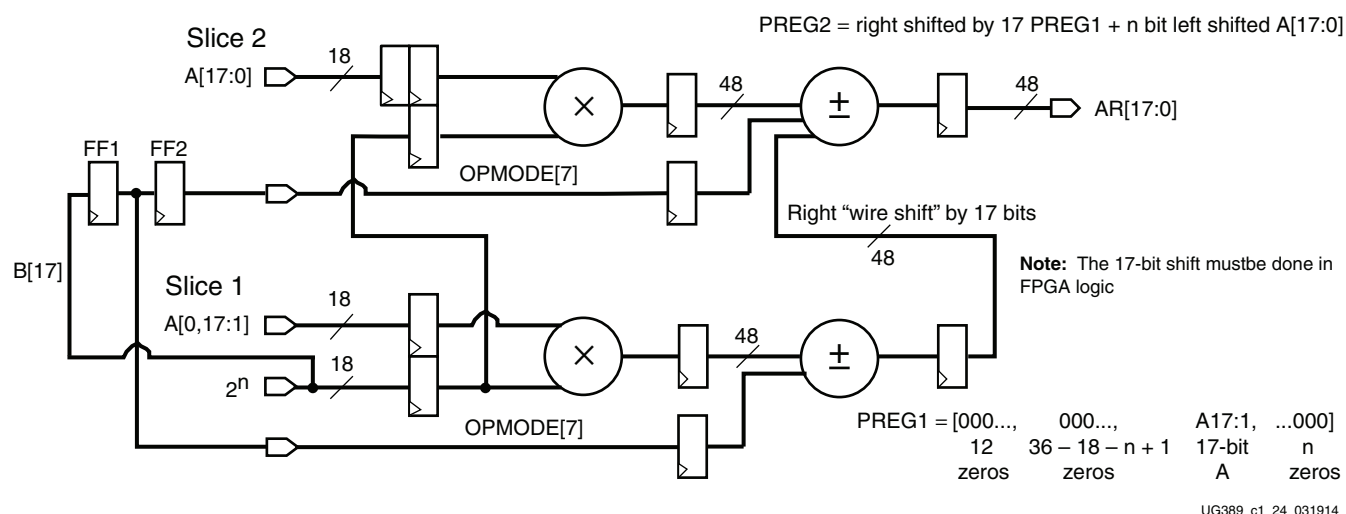 PREG2 = right shifted by 17 PREG1 + n bit left shifted A[17:0]
Slice 2
18
A[17:0]
×
48
±
48
AR[17:0]
FF1 FF2
OPMODE[7]
Right “wire shift” by 17 bits
48
B[17]
Note: The 17-bit shift mustbe done in
FPGA logic
Slice 1
18
A[0,17:1]
×
48
±
18
2ⁿ
OPMODE[7]
PREG1 = [000..., 000..., A17:1, ...000]
12 36 – 18 – n + 1 17-bit n
zeros zeros A zeros
UG389_c1_24_031914